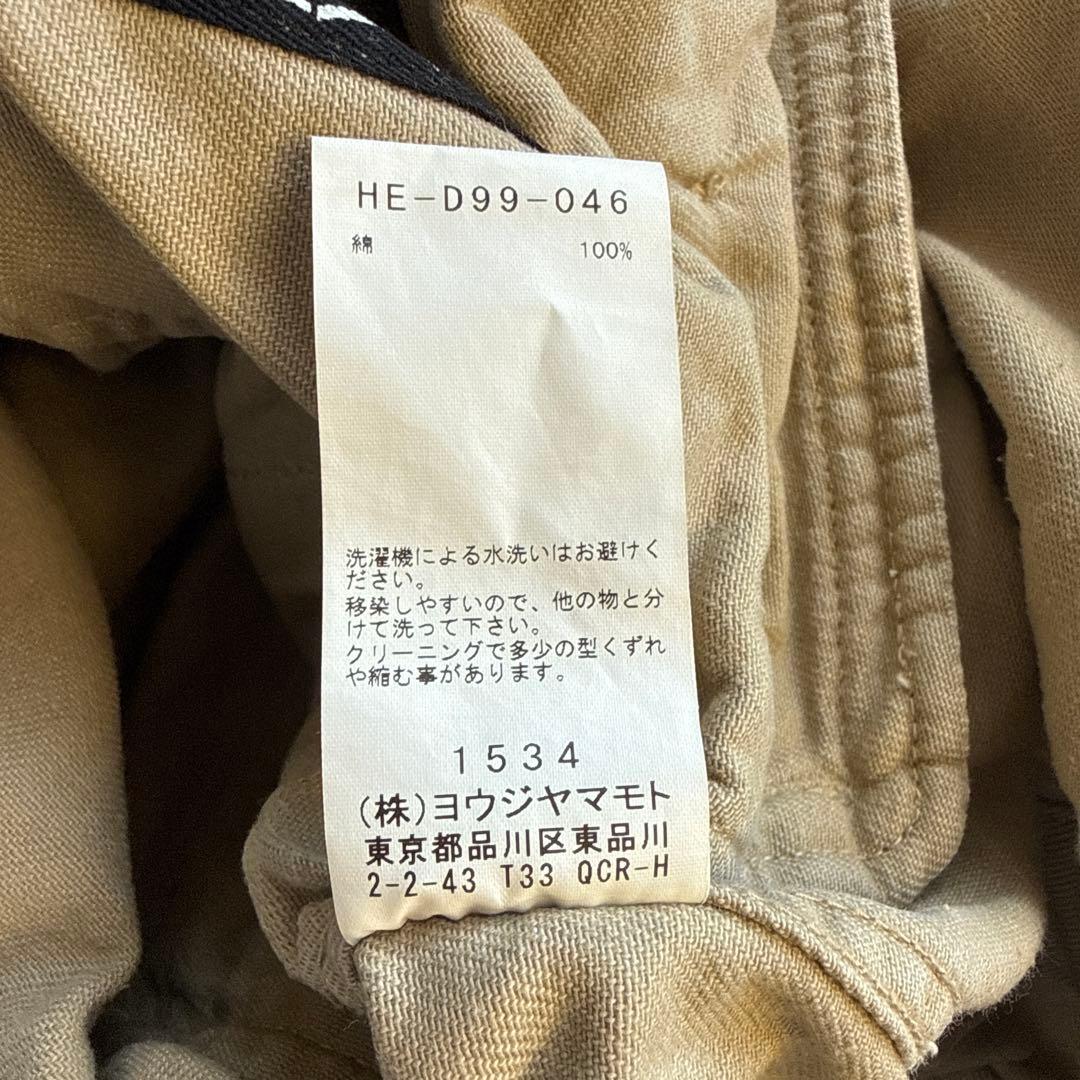 HE-D99-046
綿 100%
洗濯機による水洗いはお避けく
ださい。
移染しやすいので、他の物と分
けて洗って下さい。
クリーニングで多少の型くずれ
や縮む事があります。
1534
(株)ヨウジヤマモト
東京都品川区東品川
2-2-43 T33 QCR-H